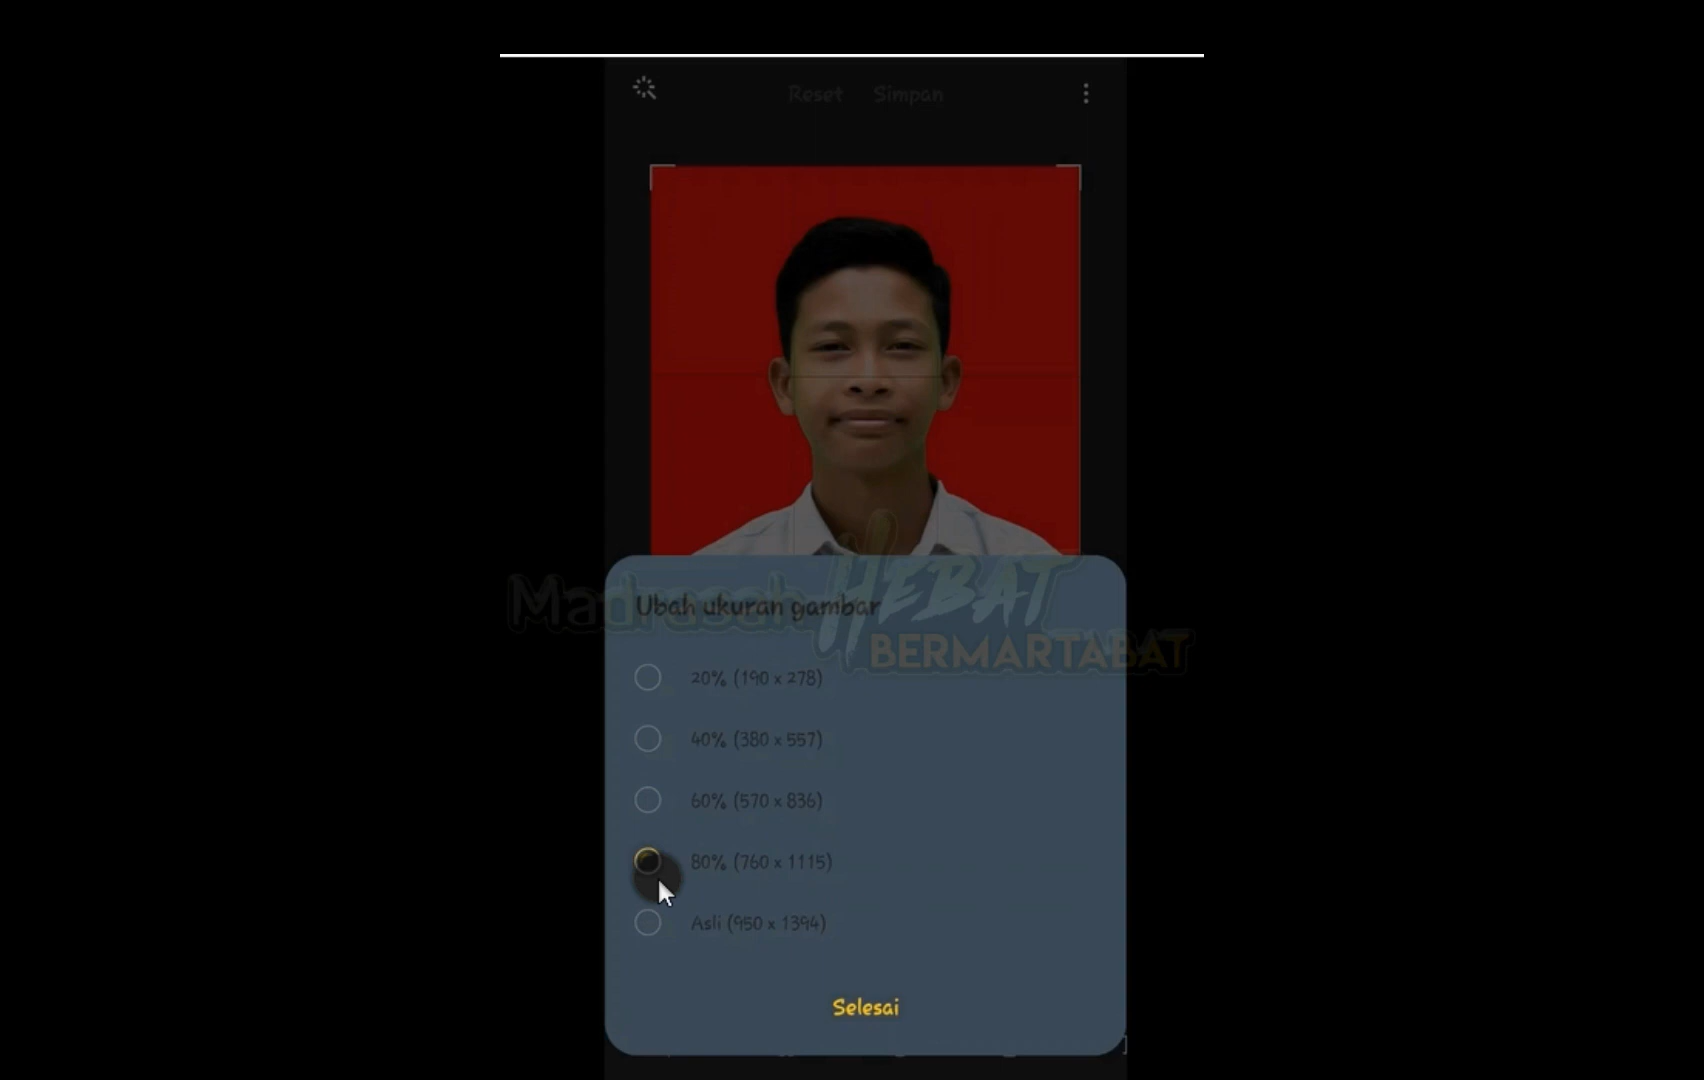 Reset Simpan
Madrasah HEBAT
BERMARTABAT
Ubah ukuran gambar
20% (190 x 278)
40% (380 x 557)
60% (570 x 836)
80% (760 x 1115)
Asli (950 x 1394)
Selesai